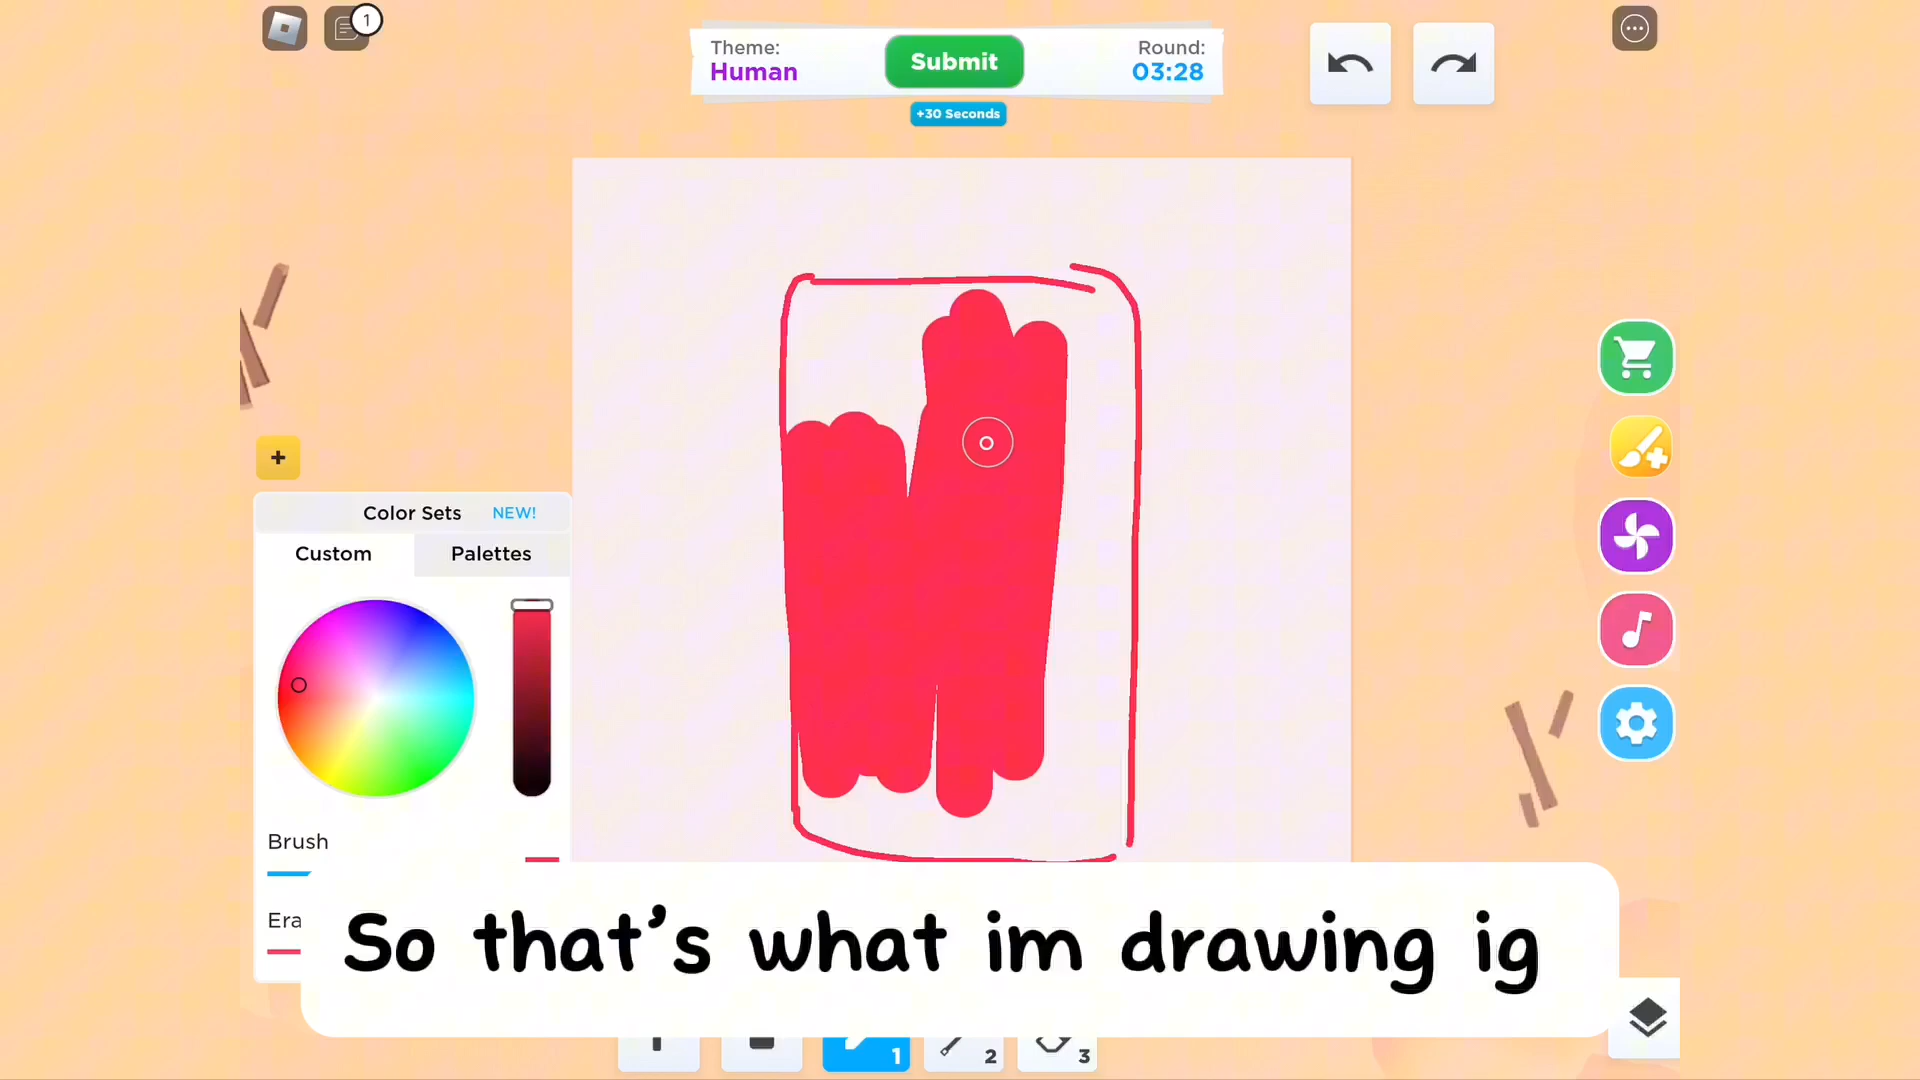 1
Theme:
Human
Submit
Round:
03:28
+30 Seconds
+
Color Sets NEW!
Custom Palettes
Brush
Era
So that's what im drawing ig
1 2 3